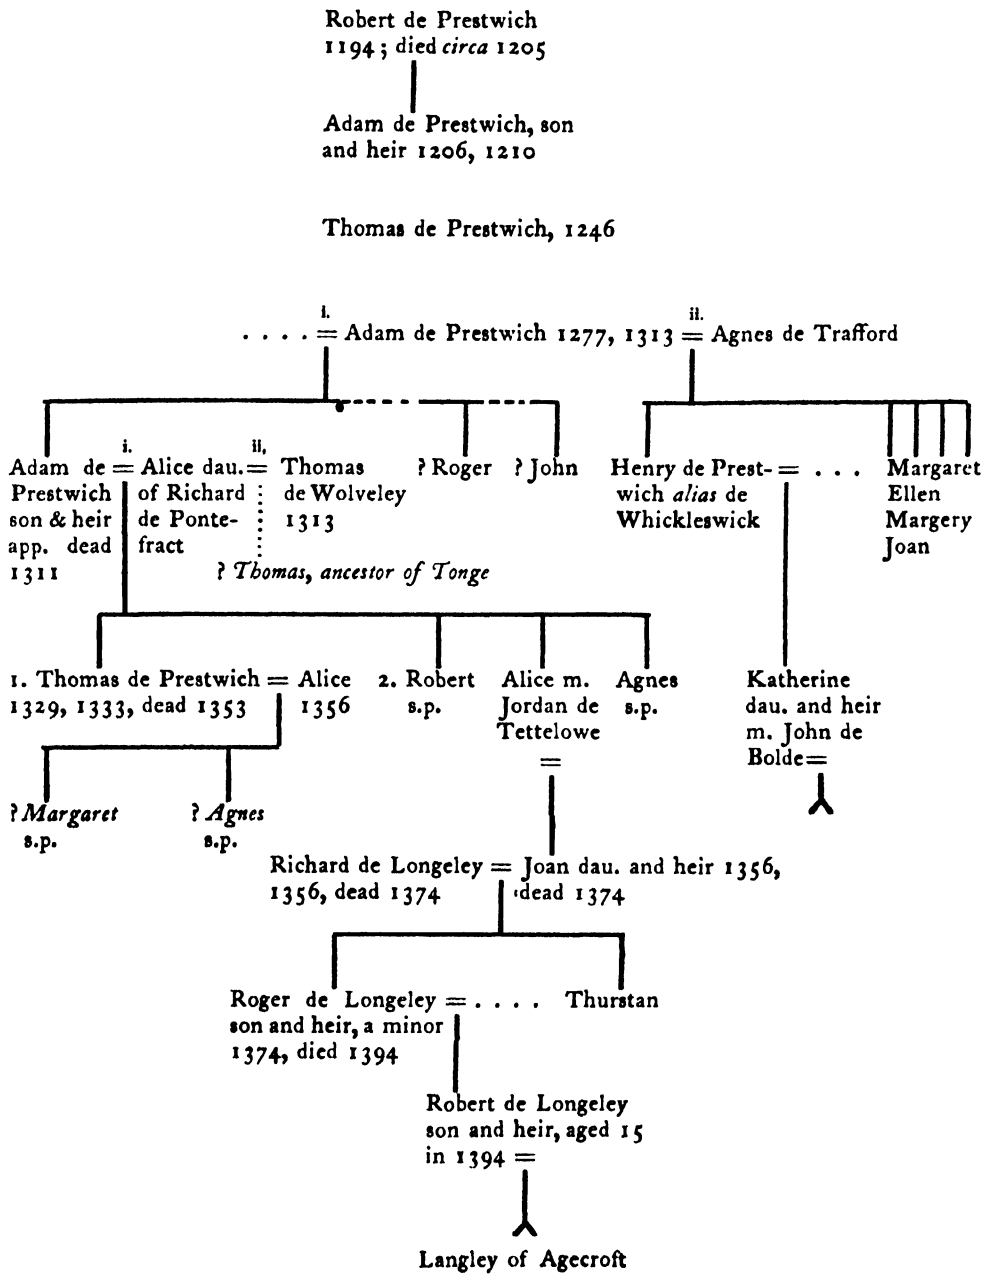 Robert de Prestwich
1194; died circa 1205
Adam de Prestwich, son
and heir 1206, 1210
Thomas de Prestwich, 1246
i.
ii.
. . . . = Adam de Prestwich 1277, 1313 = Agnes de Trafford
i.
ii,
Adam de = Alice dau. = Thomas
Prestwich of Richard de Wolveley
son & heir de Ponte- 1313
app. dead fract
1311
? Roger
? John
Henry de Prest- = . . .
wich alias de
Whickleswick
Margaret
Ellen
Margery
Joan
? Thomas, ancestor of Tonge
1. Thomas de Prestwich = Alice
1329, 1333, dead 1353 1356
2. Robert
s.p.
Alice m.
Jordan de
Tettelowe
=
Agnes
s.p.
Katherine
dau. and heir
m. John de
Bolde =
? Margaret
s.p.
? Agnes
s.p.
Richard de Longeley = Joan dau. and heir 1356,
1356, dead 1374 dead 1374
Roger de Longeley = . . . . Thurstan
son and heir, a minor
1374, died 1394
Robert de Longeley
son and heir, aged 15
in 1394 =
Langley of Agecroft